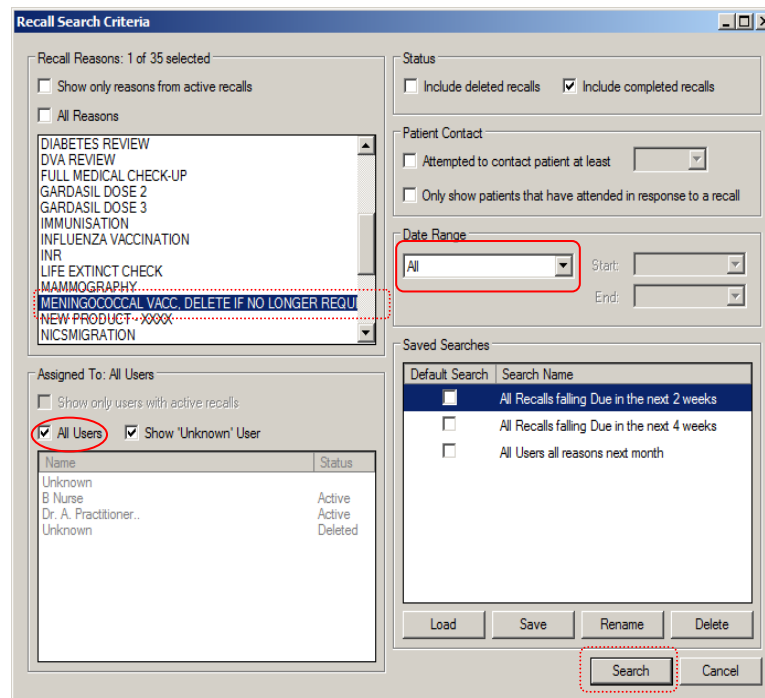 Recall Search Criteria
Recall Reasons: 1 of 35 selected
Show only reasons from active recalls
All Reasons
DIABETES REVIEW
DVA REVIEW
FULL MEDICAL CHECK-UP
GARDASIL DOSE 2
GARDASIL DOSE 3
IMMUNISATION
INFLUENZA VACCINATION
INR
LIFE EXTINCT CHECK
MAMMOGRAPHY
MENINGOCOCCAL VACC, DELETE IF NO LONGER REQUI
NEW PRODUCT - XXXX
NICSMIGRATION
Assigned To: All Users
Show only users with active recalls
All Users Show 'Unknown' User
Name Status
Unknown
B Nurse Active
Dr. A. Practitioner.. Active
Unknown Deleted
Status
Include deleted recalls Include completed recalls
Patient Contact
Attempted to contact patient at least
Only show patients that have attended in response to a recall
Date Range
All Start:
End:
Saved Searches
Default Search Search Name
All Recalls falling Due in the next 2 weeks
All Recalls falling Due in the next 4 weeks
All Users all reasons next month
Load Save Rename Delete
Search Cancel